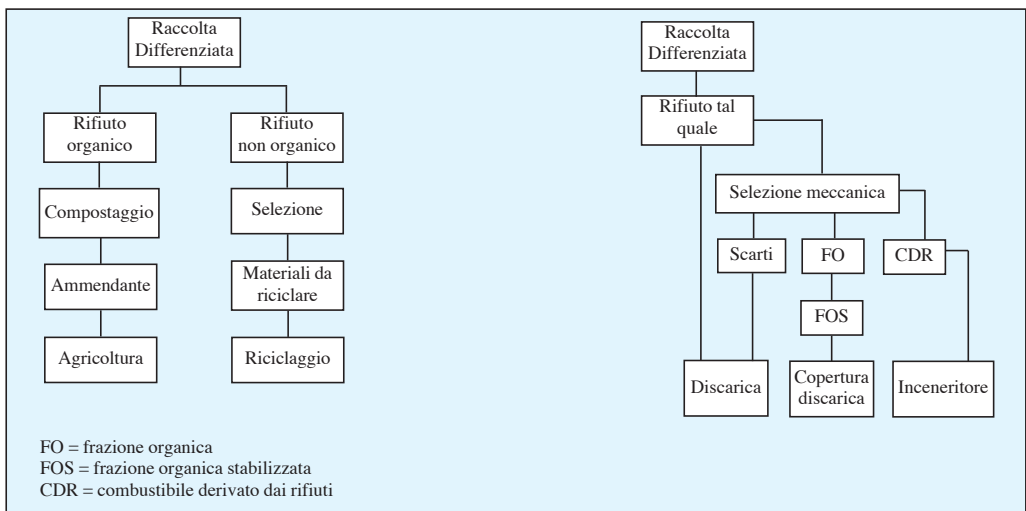 Raccolta
Differenziata
Rifiuto
organico
Rifiuto
non organico
Compostaggio
Selezione
Ammendante
Materiali da
riciclare
Agricoltura
Riciclaggio
Raccolta
Differenziata
Rifiuto tal
quale
Selezione meccanica
Scarti
FO
CDR
FOS
Discarica
Copertura
discarica
Inceneritore
FO = frazione organica
FOS = frazione organica stabilizzata
CDR = combustibile derivato dai rifiuti